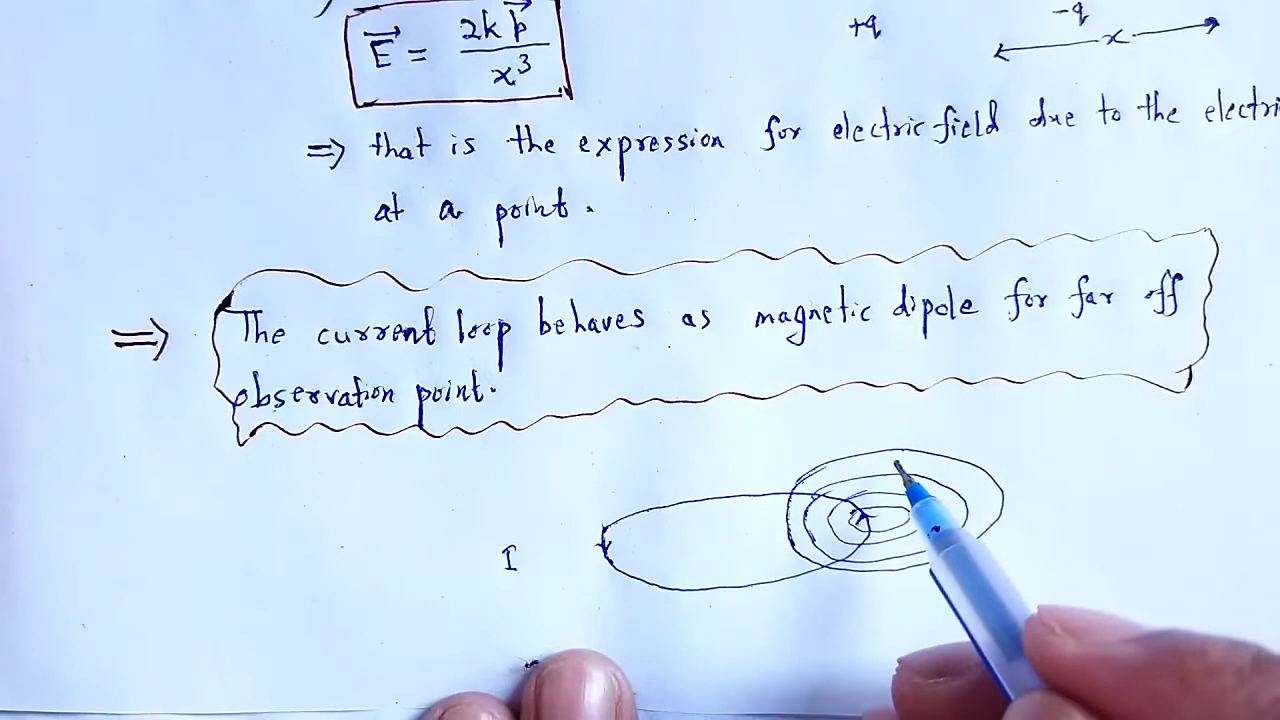 E⃗ = 2k p⃗ / x³
+q -q
x
⇒ that is the expression for electric field due to the electri
at a point.
⇒ The current loop behaves as magnetic dipole for far off
observation point.
I